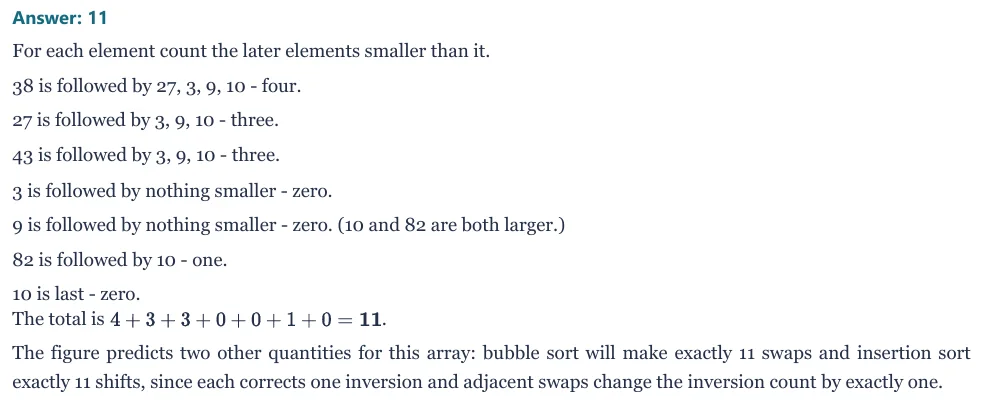 Answer: 11
For each element count the later elements smaller than it.
38 is followed by 27, 3, 9, 10 - four.
27 is followed by 3, 9, 10 - three.
43 is followed by 3, 9, 10 - three.
3 is followed by nothing smaller - zero.
9 is followed by nothing smaller - zero. (10 and 82 are both larger.)
82 is followed by 10 - one.
10 is last - zero.
The total is 4 + 3 + 3 + 0 + 0 + 1 + 0 = 11.
The figure predicts two other quantities for this array: bubble sort will make exactly 11 swaps and insertion sort
exactly 11 shifts, since each corrects one inversion and adjacent swaps change the inversion count by exactly one.